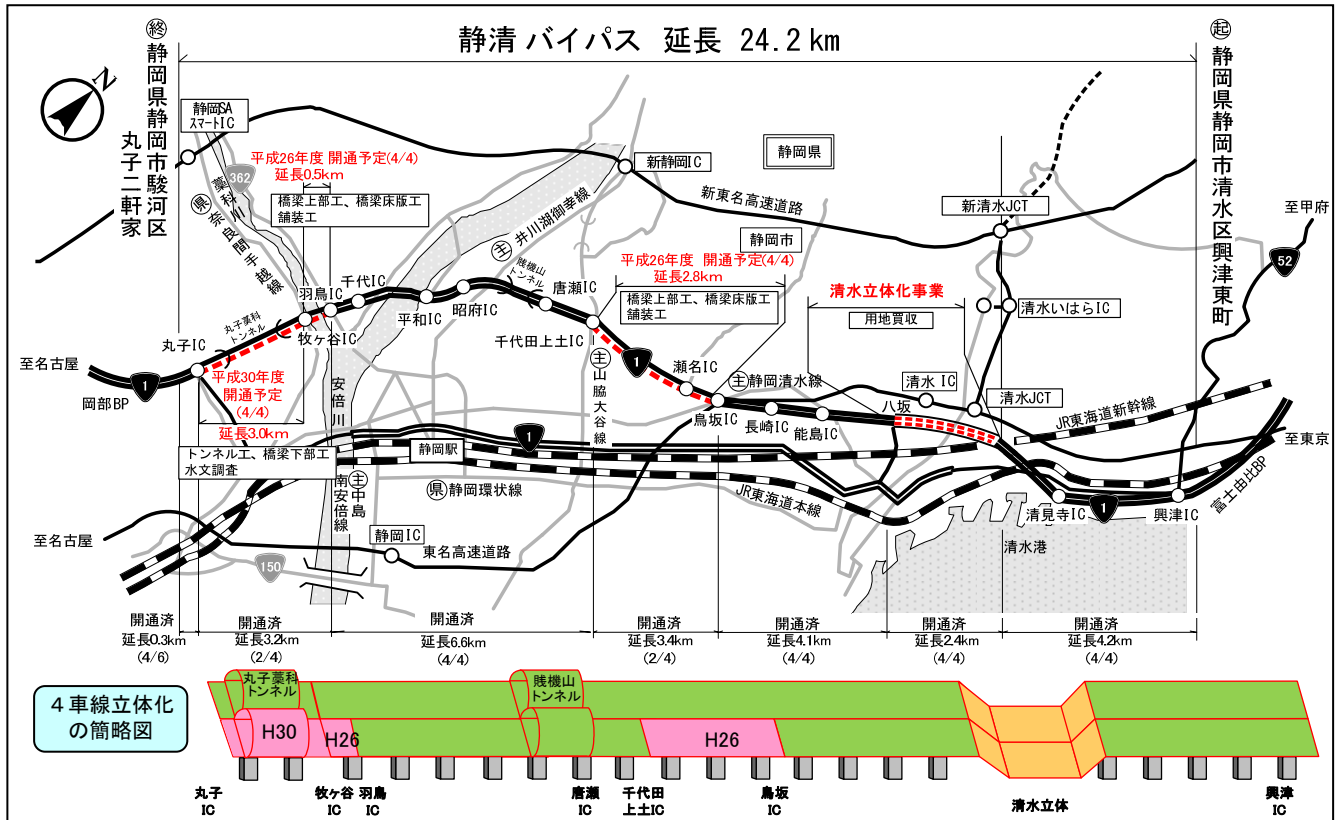 静清 バイパス 延長 24.2 km
終
静岡県静岡市駿河区
丸子二軒家
起
静岡県静岡市清水区興津東町
N
静岡SA
スマートIC
362
平成26年度 開通予定(4/4)
延長0.5km
橋梁上部工、橋梁床版工
舗装工
藁科川
県 奈良間手越線
主 井川湖御幸線
新静岡IC
静岡県
新東名高速道路
静岡市
新清水JCT
至甲府
52
平成26年度 開通予定(4/4)
延長2.8km
橋梁上部工、橋梁床版工
舗装工
清水立体化事業
用地買収
清水いはらIC
羽鳥IC
千代IC
平和IC
昭府IC
賎機山
トンネル
唐瀬IC
千代田上土IC
丸子藁科
トンネル
丸子IC
牧ヶ谷IC
至名古屋
1
岡部BP
平成30年度
開通予定
(4/4)
延長3.0km
トンネル工、橋梁下部工
水文調査
安倍川
主 山脇大谷線
1
瀬名IC
主 静岡清水線
鳥坂IC
長崎IC
能島IC
八坂
清水 IC
清水JCT
JR東海道新幹線
至東京
富士由比BP
静岡駅
1
主 中島南安倍線
県 静岡環状線
JR東海道本線
清見寺IC
1
興津IC
清水港
至名古屋
静岡 IC
東名高速道路
150
開通済
延長0.3km
(4/6)
開通済
延長3.2km
(2/4)
開通済
延長6.6km
(4/4)
開通済
延長3.4km
(2/4)
開通済
延長4.1km
(4/4)
開通済
延長2.4km
(4/4)
開通済
延長4.2km
(4/4)
4車線立体化
の簡略図
丸子藁科
トンネル
賎機山
トンネル
H30
H26
H26
丸子
IC
牧ヶ谷
IC
羽鳥
IC
唐瀬
IC
千代田
上土IC
鳥坂
IC
清水立体
興津
IC